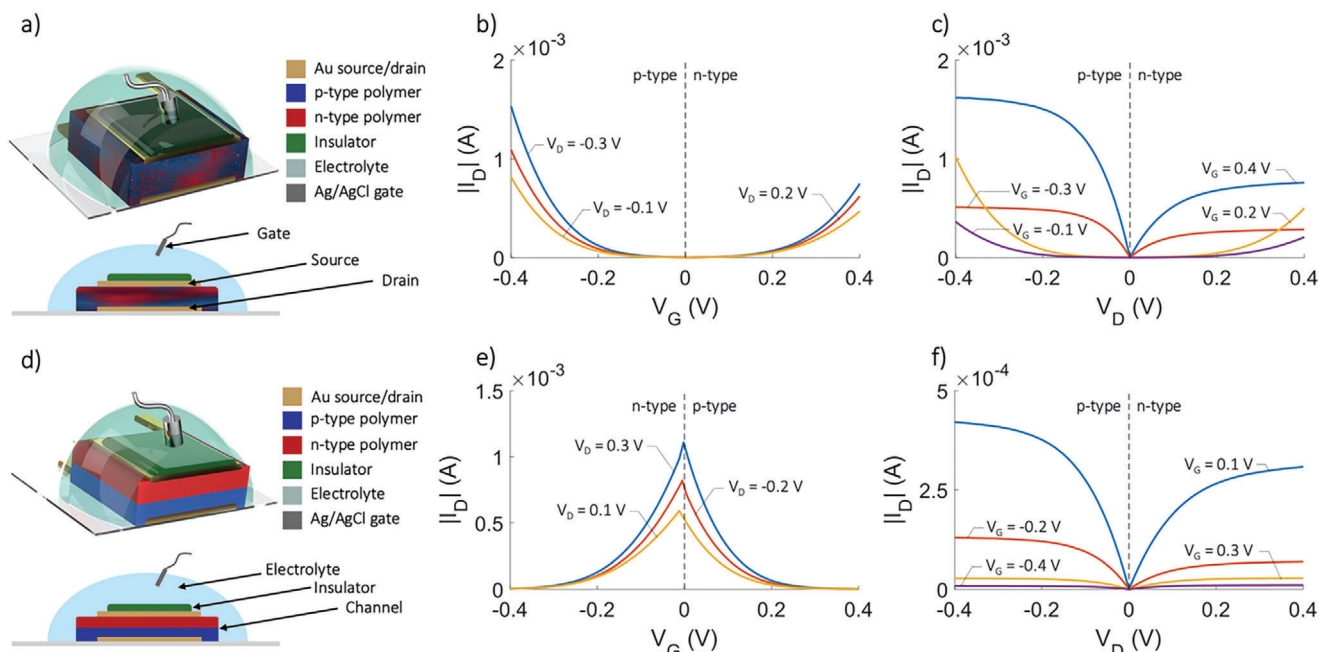 a)
Au source/drain
p-type polymer
n-type polymer
Insulator
Electrolyte
Ag/AgCl gate
Gate
Source
Drain
b)
×10⁻³
2
1
0
|I_D| (A)
p-type
n-type
V_D = -0.3 V
V_D = -0.1 V
V_D = 0.2 V
-0.4
-0.2
0
0.2
0.4
V_G (V)
c)
×10⁻³
2
1
0
|I_D| (A)
p-type
n-type
V_G = 0.4 V
V_G = -0.3 V
V_G = 0.2 V
V_G = -0.1 V
-0.4
-0.2
0
0.2
0.4
V_D (V)
d)
Au source/drain
p-type polymer
n-type polymer
Insulator
Electrolyte
Ag/AgCl gate
Electrolyte
Insulator
Channel
e)
×10⁻³
1.5
1
0.5
0
|I_D| (A)
n-type
p-type
V_D = 0.3 V
V_D = -0.2 V
V_D = 0.1 V
-0.4
-0.2
0
0.2
0.4
V_G (V)
f)
×10⁻⁴
5
2.5
0
|I_D| (A)
p-type
n-type
V_G = 0.1 V
V_G = -0.2 V
V_G = 0.3 V
V_G = -0.4 V
-0.4
-0.2
0
0.2
0.4
V_D (V)